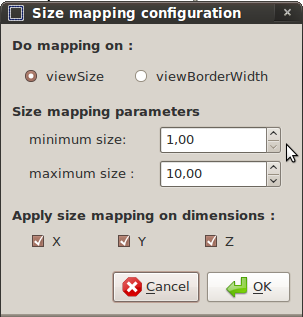 Size mapping configuration
Do mapping on :
viewSize viewBorderWidth
Size mapping parameters
minimum size: 1,00
maximum size : 10,00
Apply size mapping on dimensions :
X Y Z
Cancel OK